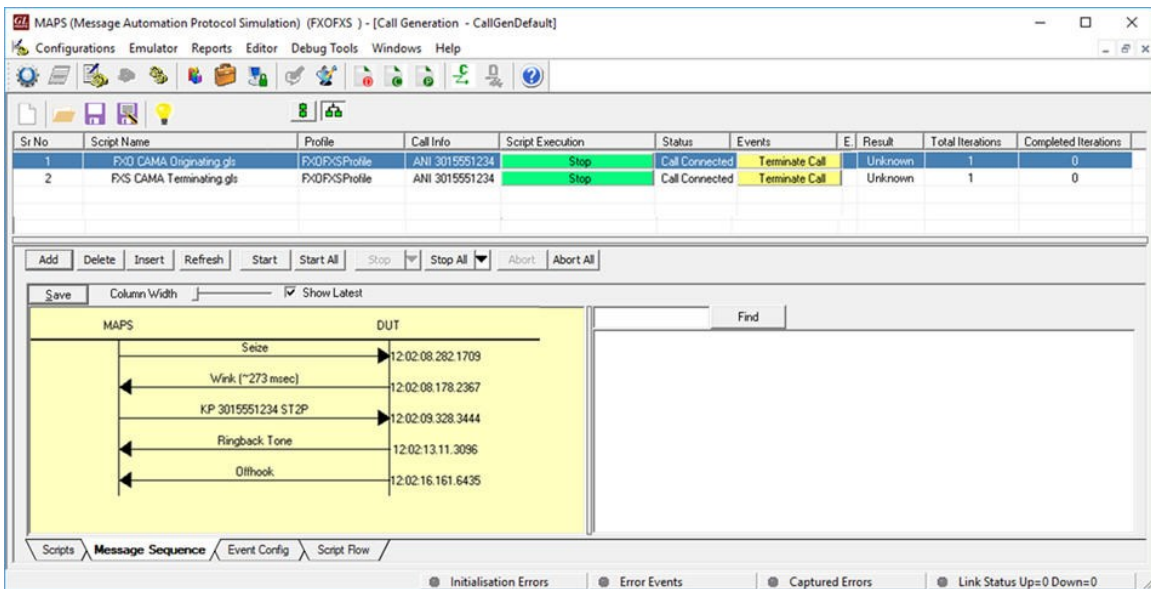 GL MAPS (Message Automation Protocol Simulation) (FXOFXS ) - [Call Generation - CallGenDefault]
Configurations Emulator Reports Editor Debug Tools Windows Help
Sr No Script Name Profile Call Info Script Execution Status Events E. Result Total Iterations Completed Iterations
1 FXO CAMA Originating.gls FXOFXSProfile ANI 3015551234 Stop Call Connected Terminate Call Unknown 1 0
2 FXS CAMA Terminating.gls FXOFXSProfile ANI 3015551234 Stop Call Connected Terminate Call Unknown 1 0
Add Delete Insert Refresh Start Start All Stop Stop All Abort Abort All
Save Column Width Show Latest
Find
MAPS DUT
Seize
12:02:08.282.1709
Wink (~273 msec)
12:02:08.178.2367
KP 3015551234 ST2P
12:02:09.328.3444
Ringback Tone
12:02:13.11.3096
Offhook
12:02:16.161.6435
Scripts Message Sequence Event Config Script Flow
Initialisation Errors Error Events Captured Errors Link Status Up=0 Down=0